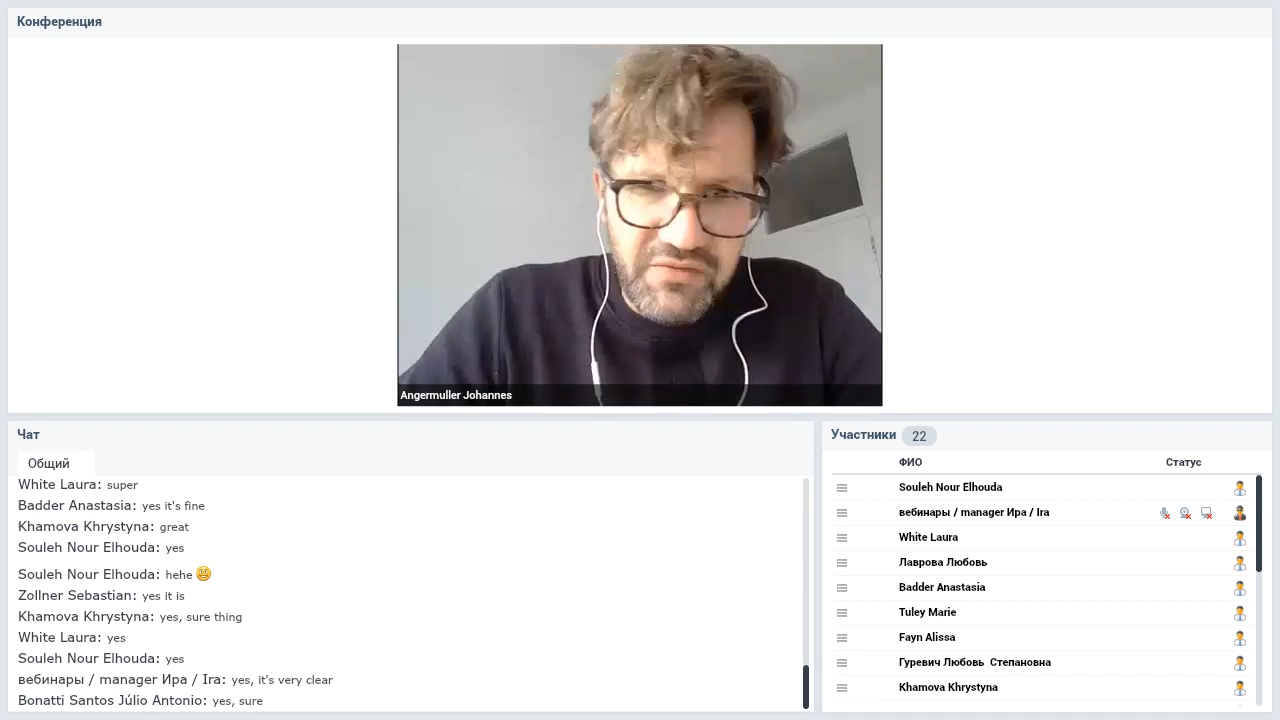 Конференция
Angermuller Johannes
Чат
Общий
White Laura: super
Badder Anastasia: yes it's fine
Khamova Khrystyna: great
Souleh Nour Elhouda: yes
Souleh Nour Elhouda: hehe
Zollner Sebastian: yes it is
Khamova Khrystyna: yes, sure thing
White Laura: yes
Souleh Nour Elhouda: yes
вебинары / manager Ира / Ira: yes, it's very clear
Bonatti Santos Júlio Antonio: yes, sure
Участники 22
ФИО Статус
Souleh Nour Elhouda
вебинары / manager Ира / Ira
White Laura
Лаврова Любовь
Badder Anastasia
Tuley Marie
Fayn Alissa
Гуревич Любовь Степановна
Khamova Khrystyna